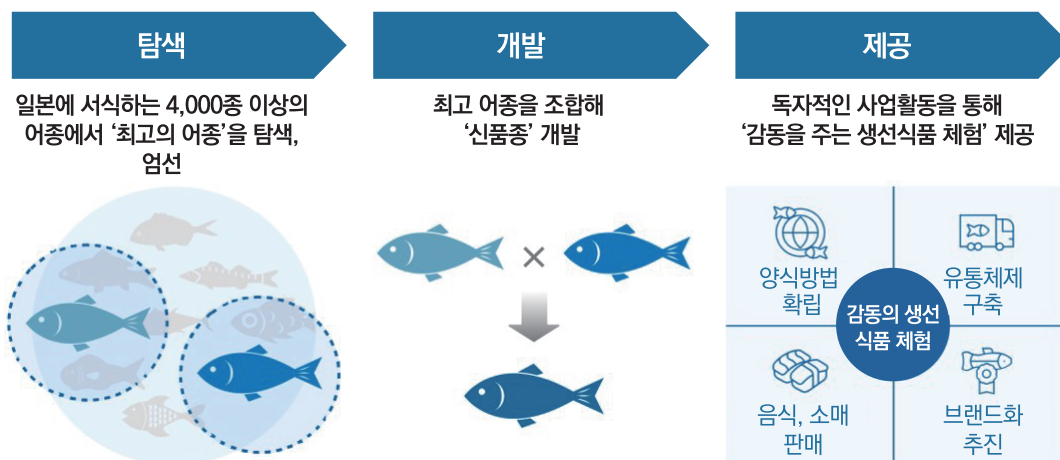 탐색
일본에 서식하는 4,000종 이상의
어종에서 ‘최고의 어종’을 탐색,
엄선
개발
최고 어종을 조합해
‘신품종’ 개발
×
제공
독자적인 사업활동을 통해
‘감동을 주는 생선식품 체험’ 제공
양식방법
확립
유통체제
구축
감동의 생선
식품 체험
음식, 소매
판매
브랜드화
추진